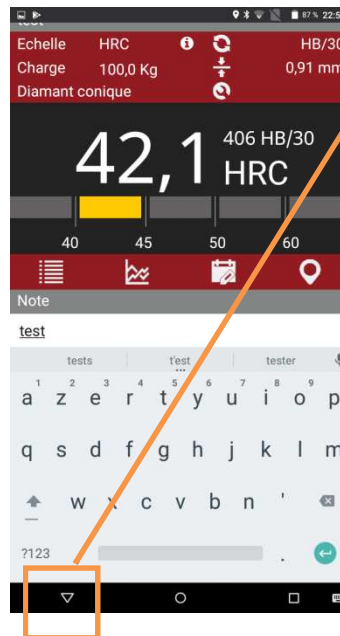 87 % 22:5
Echelle HRC HB/30
Charge 100,0 Kg 0,91 mm
Diamant conique
42,1 406 HB/30
HRC
40 45 50 60
Note
test
tests t'est tester
1 2 3 4 5 6 7 8 9
a z e r t y u i o p
q s d f g h j k l m
w x c v b n '
?123 .